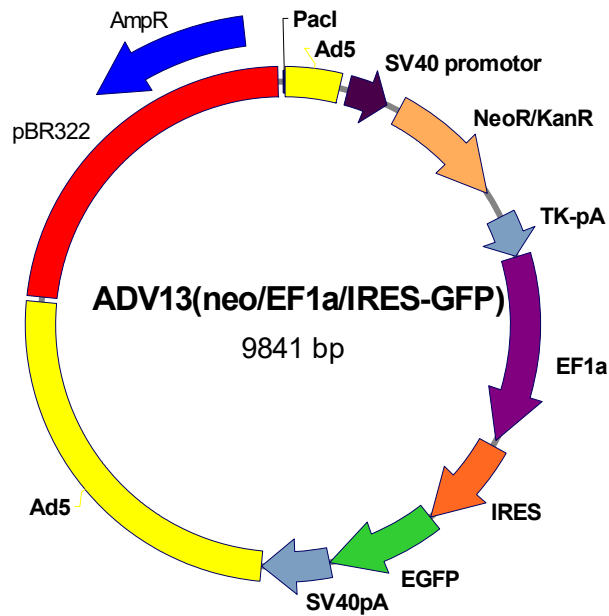 AmpR
PacI
Ad5
SV40 promotor
NeoR/KanR
pBR322
TK-pA
ADV13(neo/EF1a/IRES-GFP)
9841 bp
EF1a
Ad5
IRES
EGFP
SV40pA